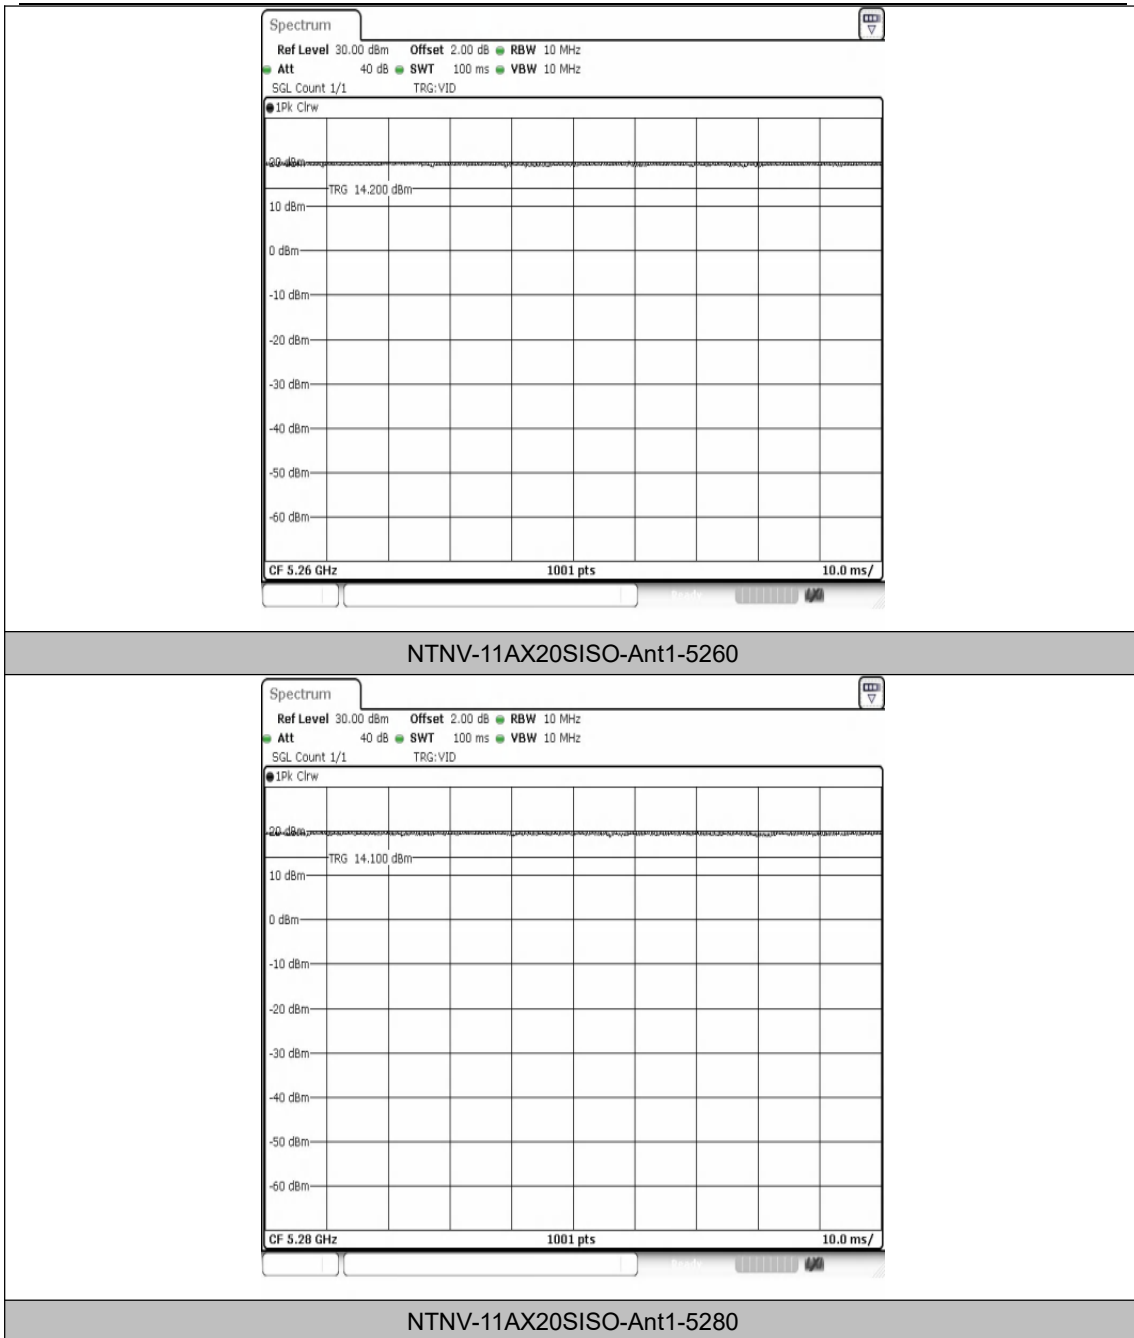 Spectrum
Ref Level 30.00 dBm Offset 2.00 dB RBW 10 MHz
Att 40 dB SWT 100 ms VBW 10 MHz
SGL Count 1/1 TRG:VID
1Pk Clrw
20 dBm
TRG 14.200 dBm
10 dBm
0 dBm
-10 dBm
-20 dBm
-30 dBm
-40 dBm
-50 dBm
-60 dBm
CF 5.26 GHz 1001 pts 10.0 ms/
Ready
NTNV-11AX20SISO-Ant1-5260
Spectrum
Ref Level 30.00 dBm Offset 2.00 dB RBW 10 MHz
Att 40 dB SWT 100 ms VBW 10 MHz
SGL Count 1/1 TRG:VID
1Pk Clrw
20 dBm
TRG 14.100 dBm
10 dBm
0 dBm
-10 dBm
-20 dBm
-30 dBm
-40 dBm
-50 dBm
-60 dBm
CF 5.28 GHz 1001 pts 10.0 ms/
Ready
NTNV-11AX20SISO-Ant1-5280